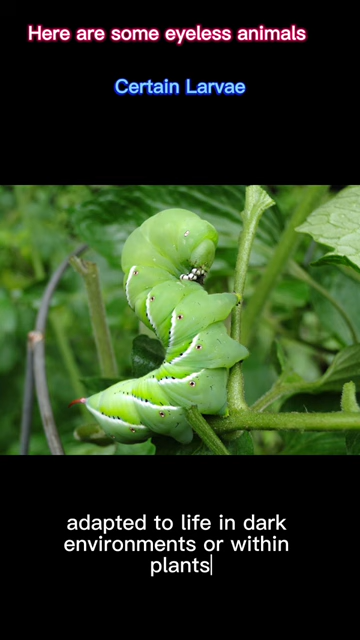 Here are some eyeless animals
Certain Larvae
adapted to life in dark
environments or within
plants